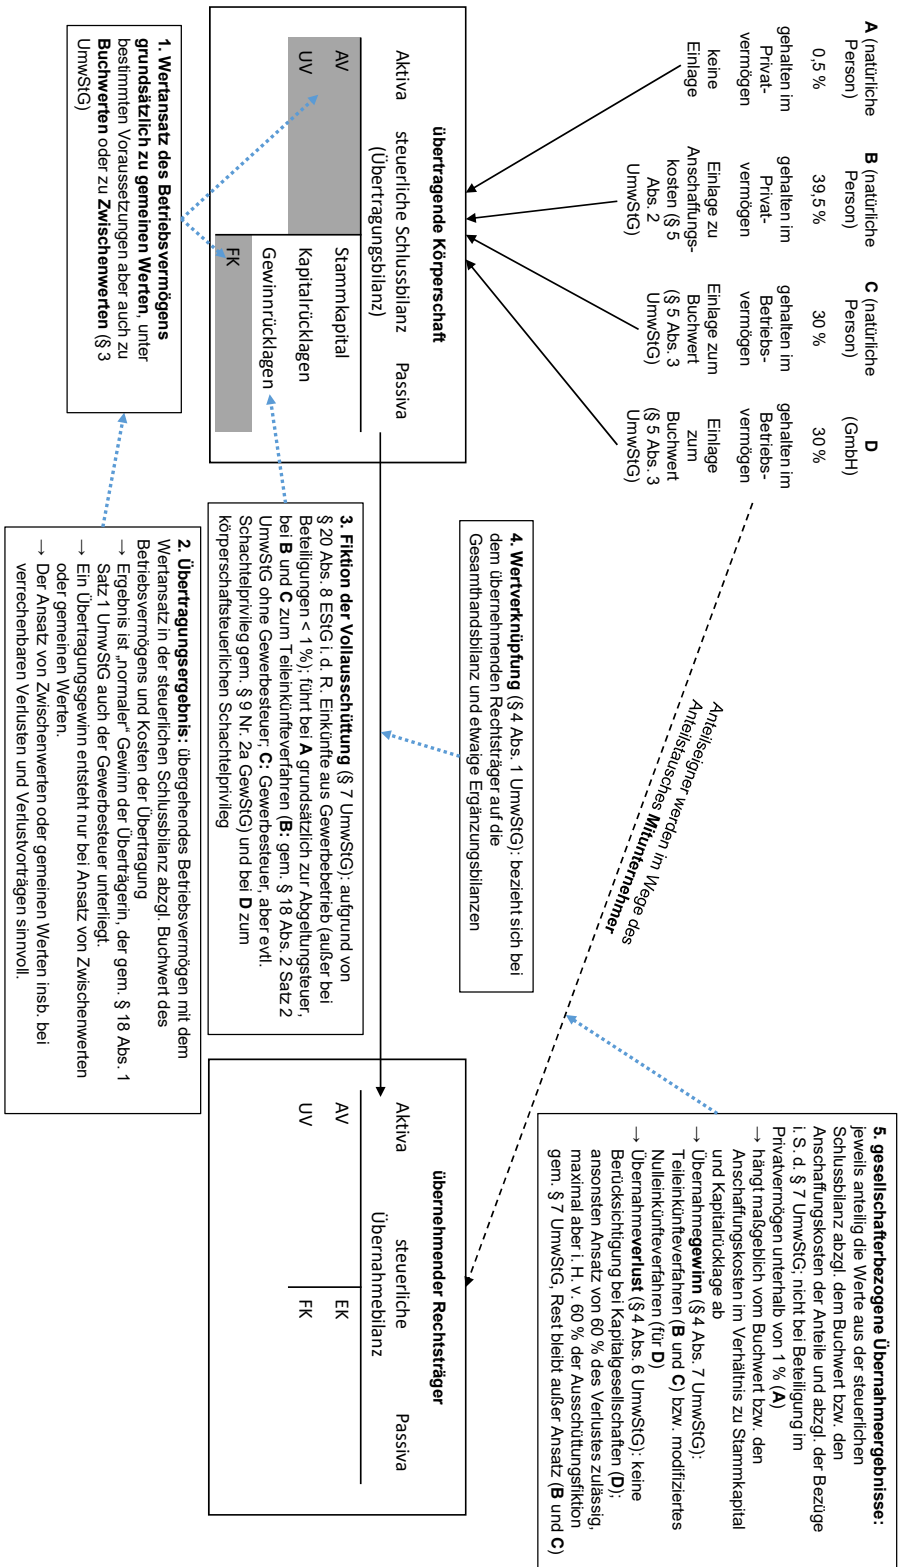 A (natürliche
Person)
0,5 %
gehalten im
Privat-
vermögen
keine
Einlage
B (natürliche
Person)
39,5 %
gehalten im
Privat-
vermögen
Einlage zu
Anschaffungs-
kosten (§ 5
Abs. 2
UmwStG)
C (natürliche
Person)
30 %
gehalten im
Betriebs-
vermögen
Einlage zum
Buchwert
(§ 5 Abs. 3
UmwStG)
D
(GmbH)
30 %
gehalten im
Betriebs-
vermögen
Einlage
zum
Buchwert
(§ 5 Abs. 3
UmwStG)
Anteilseigner werden im Wege des
Anteilstausches Mitunternehmer
5. gesellschafterbezogene Übernahmeergebnisse:
jeweils anteilig die Werte aus der steuerlichen
Schlussbilanz abzgl. dem Buchwert bzw. den
Anschaffungskosten der Anteile und abzgl. der Bezüge
i. S. d. § 7 UmwStG; nicht bei Beteiligung im
Privatvermögen unterhalb von 1 % (A)
→ hängt maßgeblich vom Buchwert bzw. den
Anschaffungskosten im Verhältnis zu Stammkapital
und Kapitalrücklage ab
→ Übernahmegewinn (§ 4 Abs. 7 UmwStG):
Teileinkünfteverfahren (B und C) bzw. modifiziertes
Nulleinkünfteverfahren (für D)
→ Übernahmeverlust (§ 4 Abs. 6 UmwStG): keine
Berücksichtigung bei Kapitalgesellschaften (D);
ansonsten Ansatz von 60 % des Verlustes zulässig,
maximal aber i. H. v. 60 % der Ausschüttungsfiktion
gem. § 7 UmwStG, Rest bleibt außer Ansatz (B und C)
4. Wertverknüpfung (§ 4 Abs. 1 UmwStG): bezieht sich bei
dem übernehmenden Rechtsträger auf die
Gesamthandsbilanz und etwaige Ergänzungsbilanzen
übertragende Körperschaft
Aktiva steuerliche Schlussbilanz Passiva
(Übertragungsbilanz)
AV Stammkapital
UV Kapitalrücklagen
Gewinnrücklagen
FK
3. Fiktion der Vollausschüttung (§ 7 UmwStG): aufgrund von
§ 20 Abs. 8 EStG i. d. R. Einkünfte aus Gewerbebetrieb (außer bei
Beteiligungen < 1 %); führt bei A grundsätzlich zur Abgeltungsteuer,
bei B und C zum Teileinkünfteverfahren (B: gem. § 18 Abs. 2 Satz 2
UmwStG ohne Gewerbesteuer; C: Gewerbesteuer, aber evtl.
Schachtelprivileg gem. § 9 Nr. 2a GewStG) und bei D zum
körperschaftsteuerlichen Schachtelprivileg
übernehmender Rechtsträger
Aktiva steuerliche Passiva
Übernahmebilanz
AV EK
UV FK
1. Wertansatz des Betriebsvermögens
grundsätzlich zu gemeinen Werten, unter
bestimmten Voraussetzungen aber auch zu
Buchwerten oder zu Zwischenwerten (§ 3
UmwStG)
2. Übertragungsergebnis: übergehendes Betriebsvermögen mit dem
Wertansatz in der steuerlichen Schlussbilanz abzgl. Buchwert des
Betriebsvermögens und Kosten der Übertragung
→ Ergebnis ist „normaler“ Gewinn der Überträgerin, der gem. § 18 Abs. 1
Satz 1 UmwStG auch der Gewerbesteuer unterliegt.
→ Ein Übertragungsgewinn entsteht nur bei Ansatz von Zwischenwerten
oder gemeinen Werten.
→ Der Ansatz von Zwischenwerten oder gemeinen Werten insb. bei
verrechenbaren Verlusten und Verlustvorträgen sinnvoll.